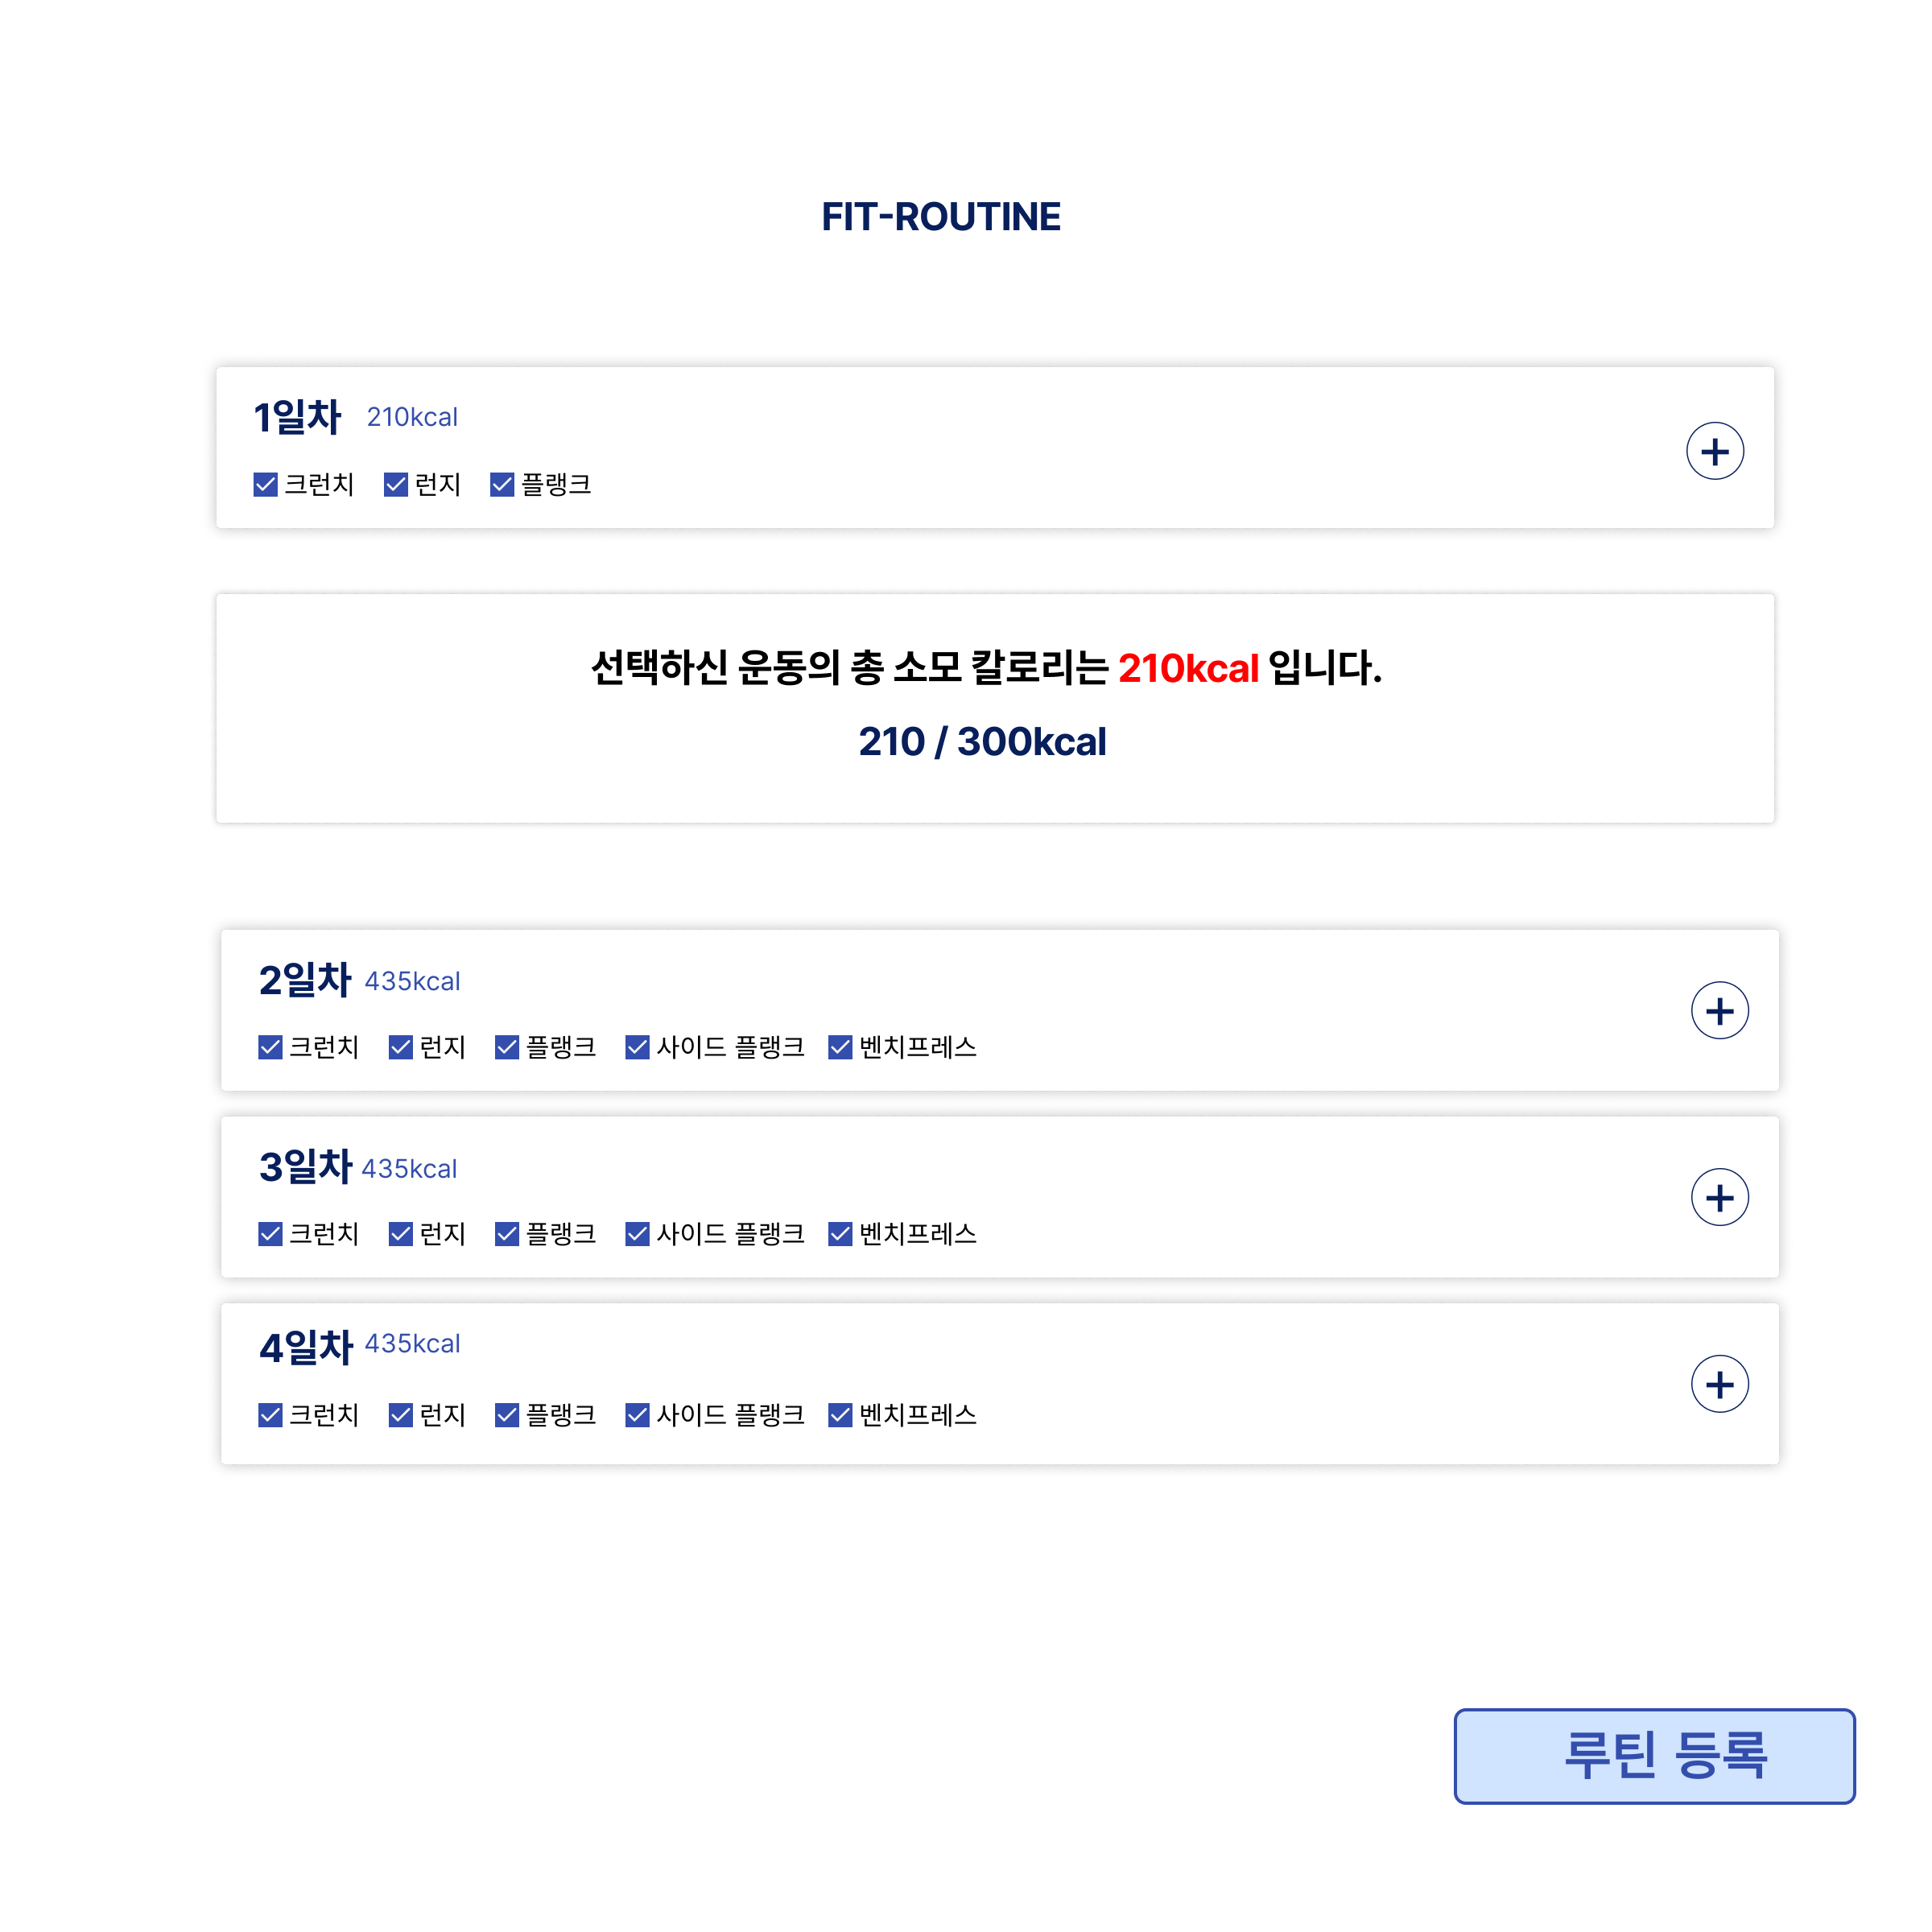 FIT-ROUTINE
1일차 210kcal
크런치 런지 플랭크
선택하신 운동의 총 소모 칼로리는 210kcal 입니다.
210 / 300kcal
2일차 435kcal
크런치 런지 플랭크 사이드 플랭크 벤치프레스
3일차 435kcal
크런치 런지 플랭크 사이드 플랭크 벤치프레스
4일차 435kcal
크런치 런지 플랭크 사이드 플랭크 벤치프레스
루틴 등록